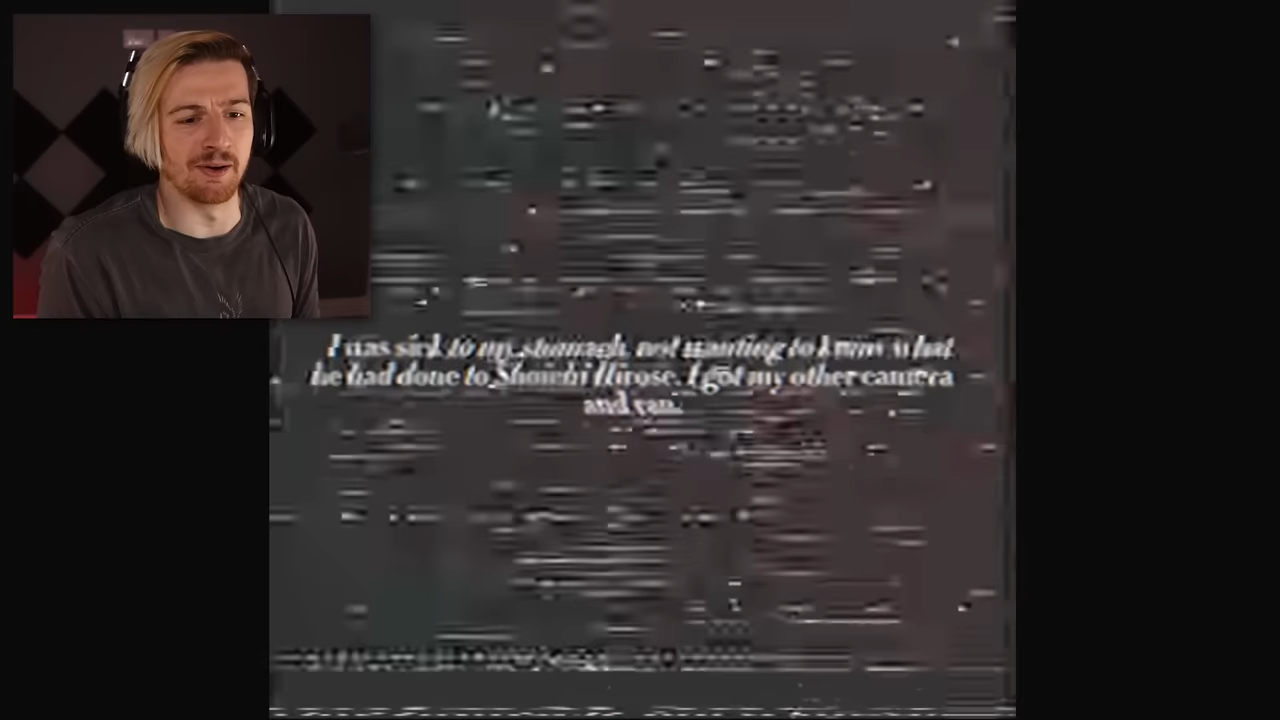 I was sick to my stomach, not wanting to know what
he had done to Shoichi Hirose. I got my other camera
and ran.